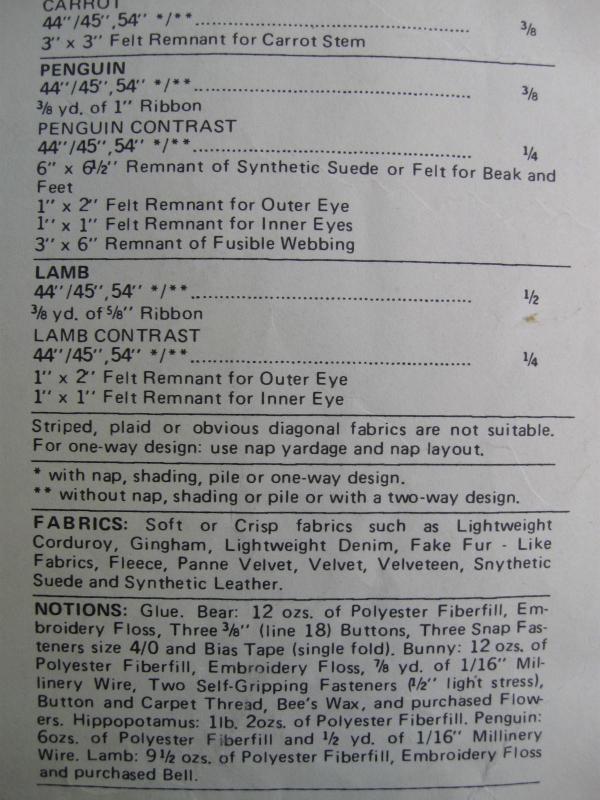 CARROT
44"/45",54" */**........................................ 3/8
3" x 3" Felt Remnant for Carrot Stem
PENGUIN
44"/45",54" */**........................................ 3/8
3/8 yd. of 1" Ribbon
PENGUIN CONTRAST
44"/45",54" */**........................................ 1/4
6" x 6½" Remnant of Synthetic Suede or Felt for Beak and
Feet
1" x 2" Felt Remnant for Outer Eye
1" x 1" Felt Remnant for Inner Eyes
3" x 6" Remnant of Fusible Webbing
LAMB
44"/45",54" */**........................................ 1/2
3/8 yd. of 5/8" Ribbon
LAMB CONTRAST
44"/45",54" */**........................................ 1/4
1" x 2" Felt Remnant for Outer Eye
1" x 1" Felt Remnant for Inner Eye
Striped, plaid or obvious diagonal fabrics are not suitable.
For one-way design: use nap yardage and nap layout.
* with nap, shading, pile or one-way design.
** without nap, shading or pile or with a two-way design.
FABRICS: Soft or Crisp fabrics such as Lightweight
Corduroy, Gingham, Lightweight Denim, Fake Fur - Like
Fabrics, Fleece, Panne Velvet, Velvet, Velveteen, Snythetic
Suede and Synthetic Leather.
NOTIONS: Glue. Bear: 12 ozs. of Polyester Fiberfill, Em-
broidery Floss, Three 3/8" (line 18) Buttons, Three Snap Fas-
teners size 4/0 and Bias Tape (single fold). Bunny: 12 ozs. of
Polyester Fiberfill, Embroidery Floss, 7/8 yd. of 1/16" Mil-
linery Wire, Two Self-Gripping Fasteners (1/2" light stress),
Button and Carpet Thread, Bee's Wax, and purchased Flow-
ers. Hippopotamus: 1lb. 2ozs. of Polyester Fiberfill. Penguin:
6ozs. of Polyester Fiberfill and 1/2 yd. of 1/16" Millinery
Wire. Lamb: 9 1/2 ozs. of Polyester Fiberfill, Embroidery Floss
and purchased Bell.